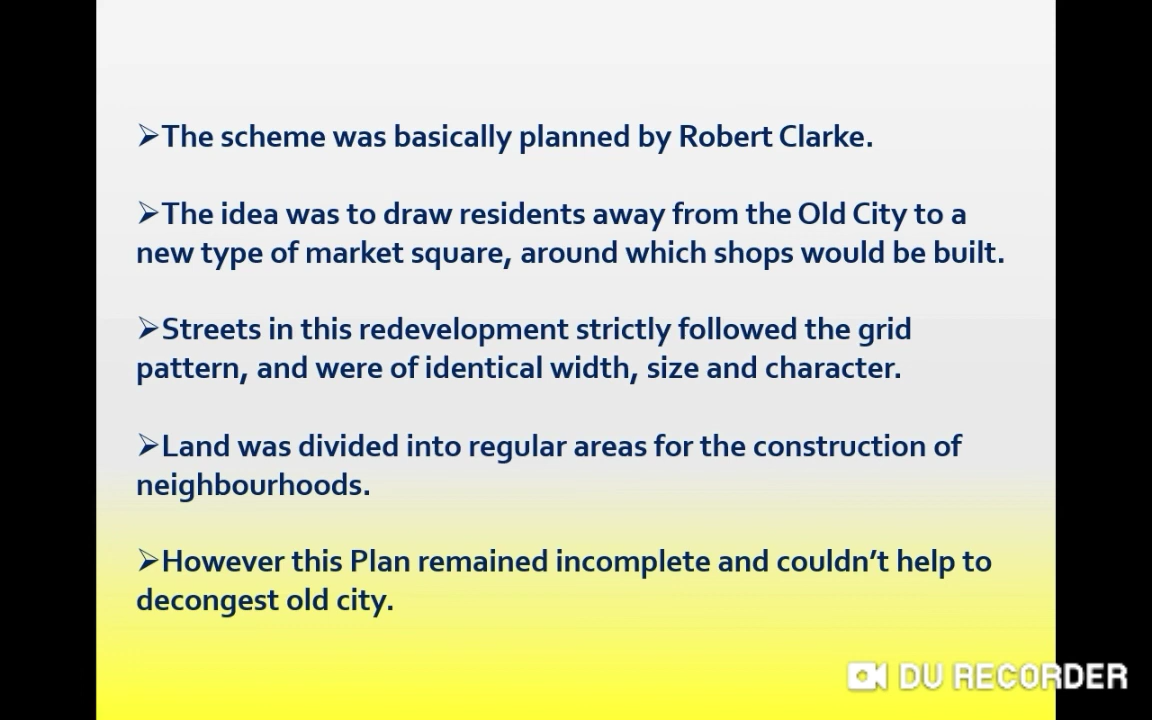 ➢The scheme was basically planned by Robert Clarke.
➢The idea was to draw residents away from the Old City to a
new type of market square, around which shops would be built.
➢Streets in this redevelopment strictly followed the grid
pattern, and were of identical width, size and character.
➢Land was divided into regular areas for the construction of
neighbourhoods.
➢However this Plan remained incomplete and couldn’t help to
decongest old city.
DU RECORDER